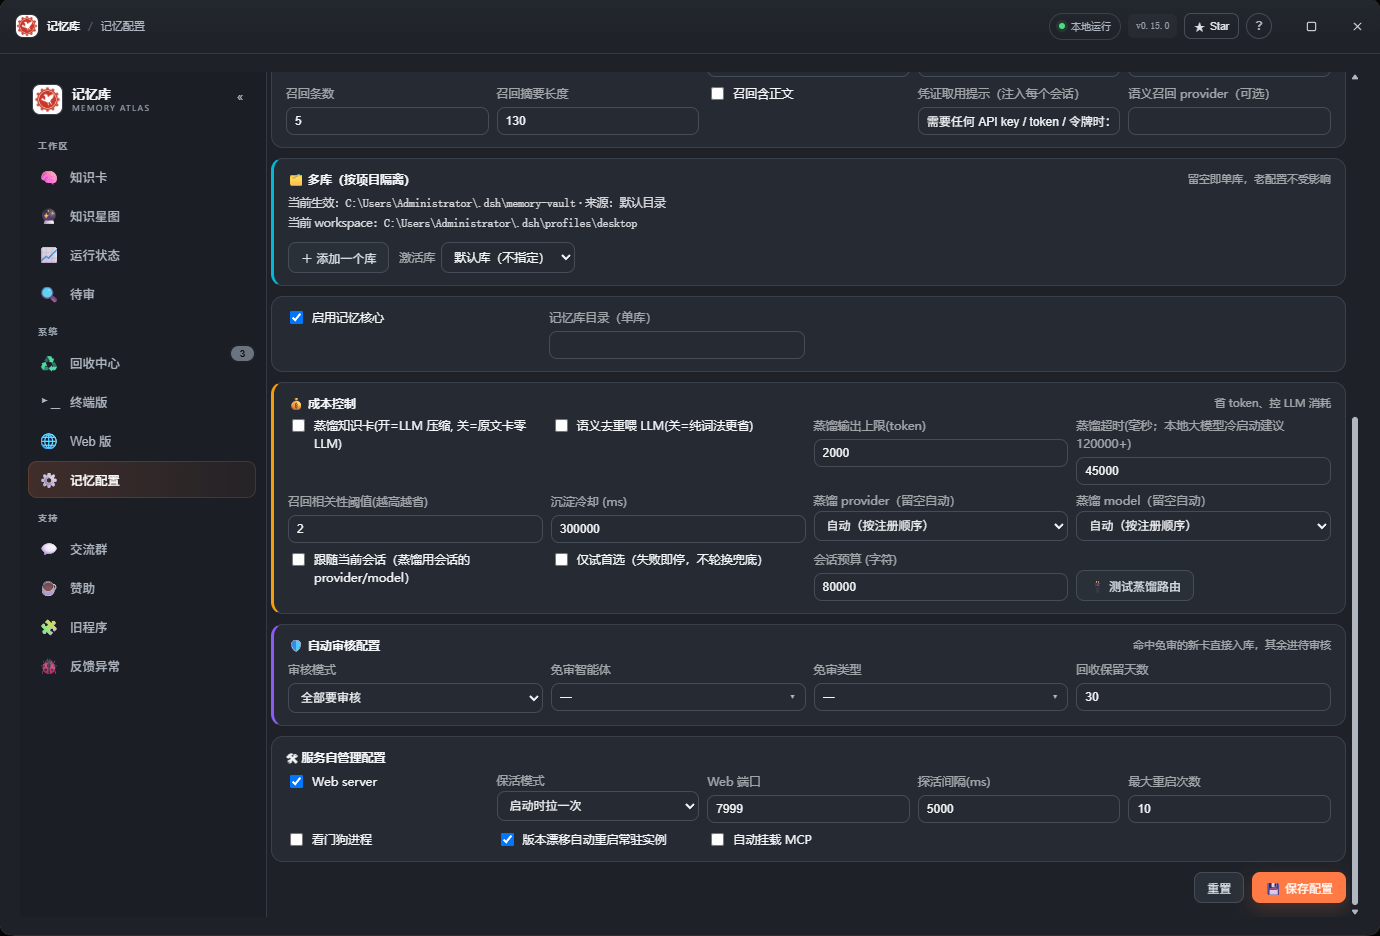 记忆库 / 记忆配置
本地运行
v0.15.0
★ Star
?
记忆库
MEMORY ATLAS
«
工作区
知识卡
知识星图
运行状态
待审
系统
回收中心
3
终端版
Web 版
记忆配置
支持
交流群
赞助
旧程序
反馈异常
召回条数
5
召回摘要长度
130
召回含正文
凭证取用提示（注入每个会话）
需要任何 API key / token / 令牌时:
语义召回 provider（可选）
多库（按项目隔离）
留空即单库，老配置不受影响
当前生效：C:\Users\Administrator\.dsh\memory-vault · 来源：默认目录
当前 workspace：C:\Users\Administrator\.dsh\profiles\desktop
＋ 添加一个库
激活库
默认库（不指定）
启用记忆核心
记忆库目录（单库）
成本控制
省 token、控 LLM 消耗
蒸馏知识卡(开=LLM 压缩, 关=原文卡零
LLM)
语义去重喂 LLM(关=纯词法更省)
蒸馏输出上限(token)
2000
蒸馏超时(毫秒；本地大模型冷启动建议
120000+)
45000
召回相关性阈值(越高越省)
2
沉淀冷却 (ms)
300000
蒸馏 provider（留空自动）
自动（按注册顺序）
蒸馏 model（留空自动）
自动（按注册顺序）
跟随当前会话（蒸馏用会话的
provider/model）
仅试首选（失败即停，不轮换兜底）
会话预算 (字符)
80000
测试蒸馏路由
自动审核配置
命中免审的新卡直接入库，其余进待审核
审核模式
全部要审核
免审智能体
—
免审类型
—
回收保留天数
30
服务自管理配置
Web server
保活模式
启动时拉一次
Web 端口
7999
探活间隔(ms)
5000
最大重启次数
10
看门狗进程
版本漂移自动重启常驻实例
自动挂载 MCP
重置
保存配置